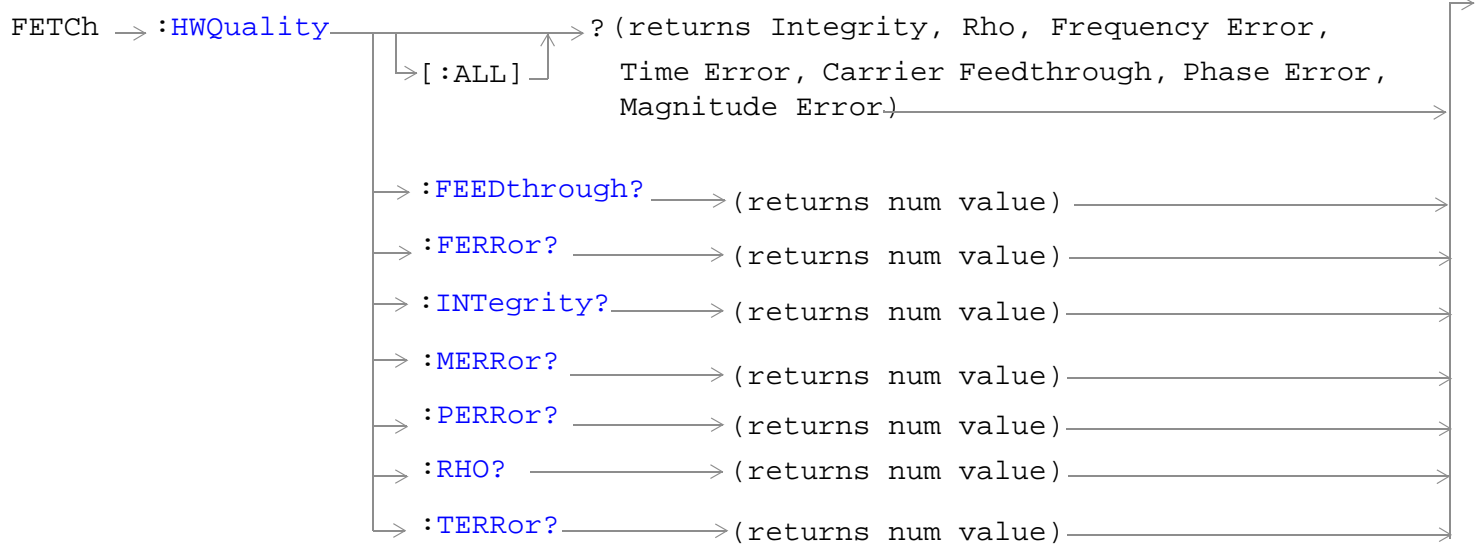 FETCh :HWQuality ? (returns Integrity, Rho, Frequency Error,
[:ALL] Time Error, Carrier Feedthrough, Phase Error,
Magnitude Error)
:FEEDthrough? (returns num value)
:FERRor? (returns num value)
:INTegrity? (returns num value)
:MERRor? (returns num value)
:PERRor? (returns num value)
:RHO? (returns num value)
:TERRor? (returns num value)